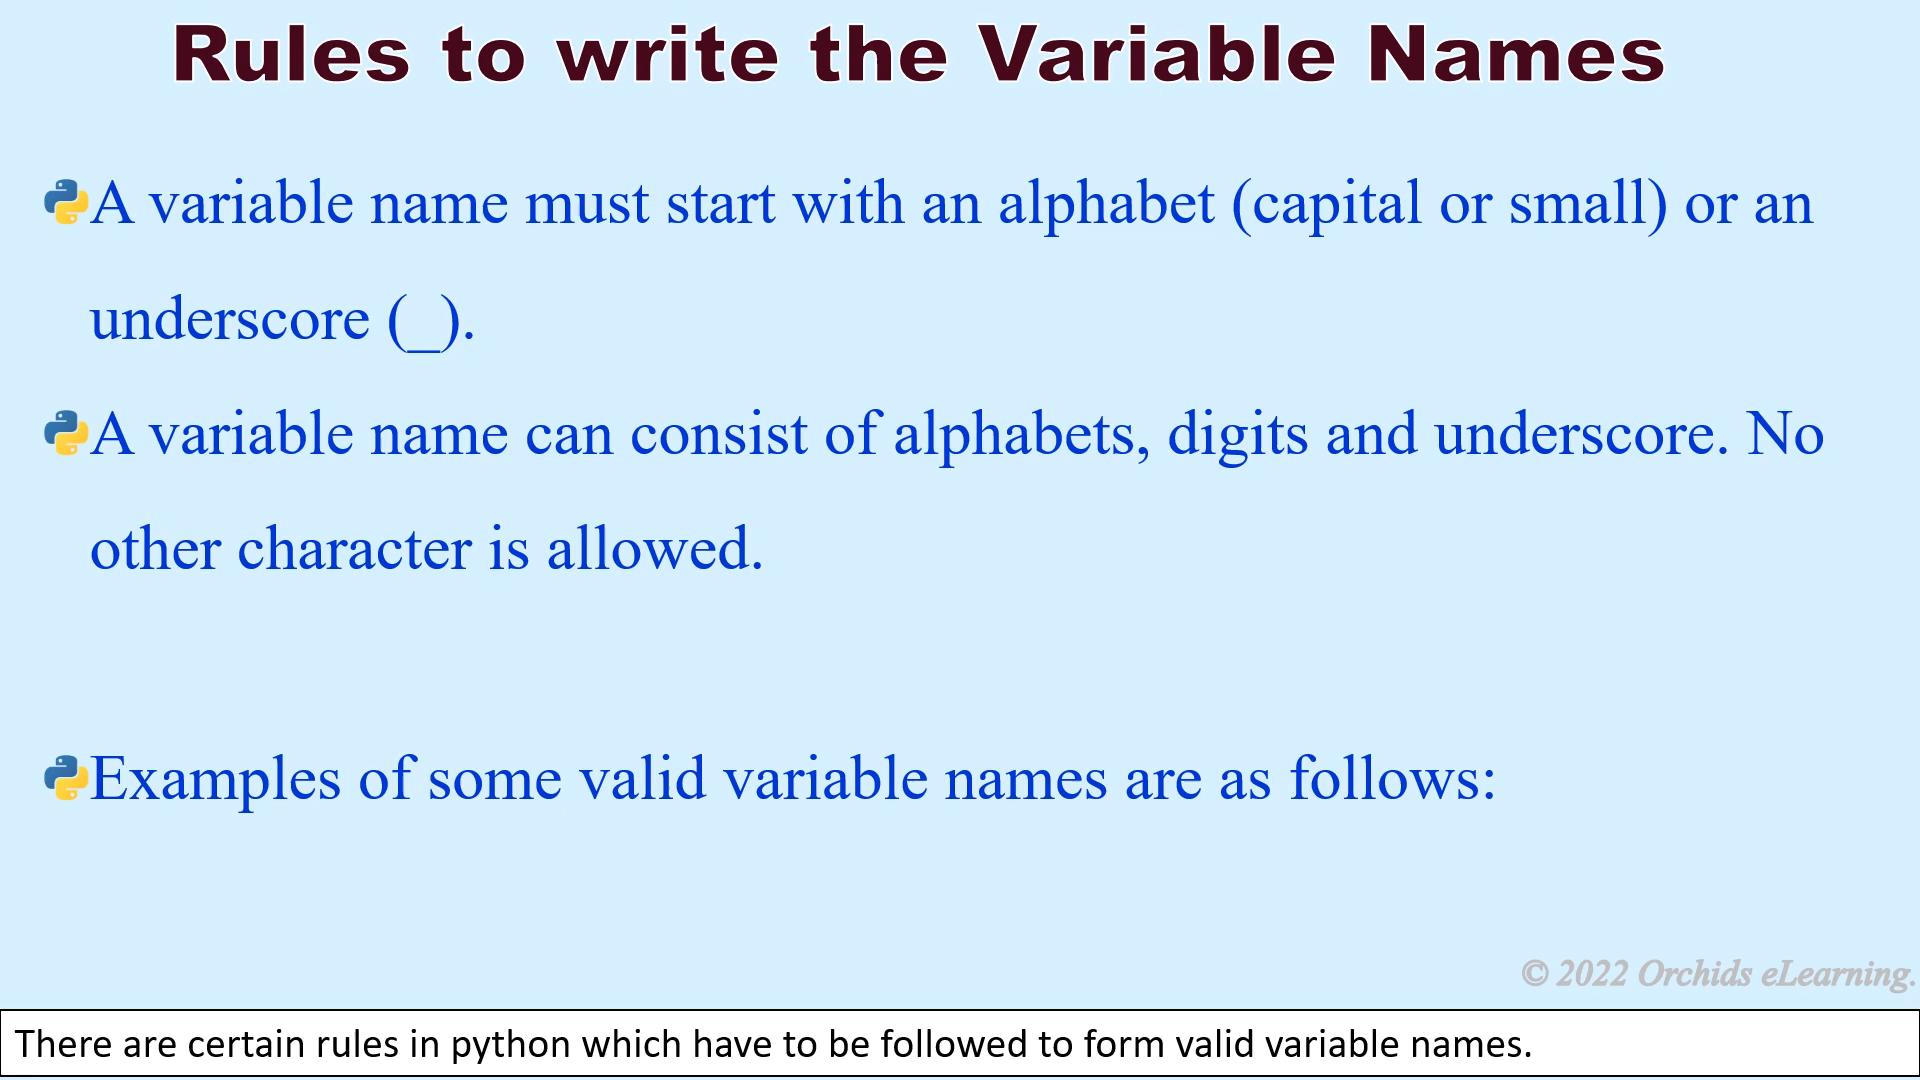 Rules to write the Variable Names
A variable name must start with an alphabet (capital or small) or an
underscore (_).
A variable name can consist of alphabets, digits and underscore. No
other character is allowed.
Examples of some valid variable names are as follows:
© 2022 Orchids eLearning.
There are certain rules in python which have to be followed to form valid variable names.